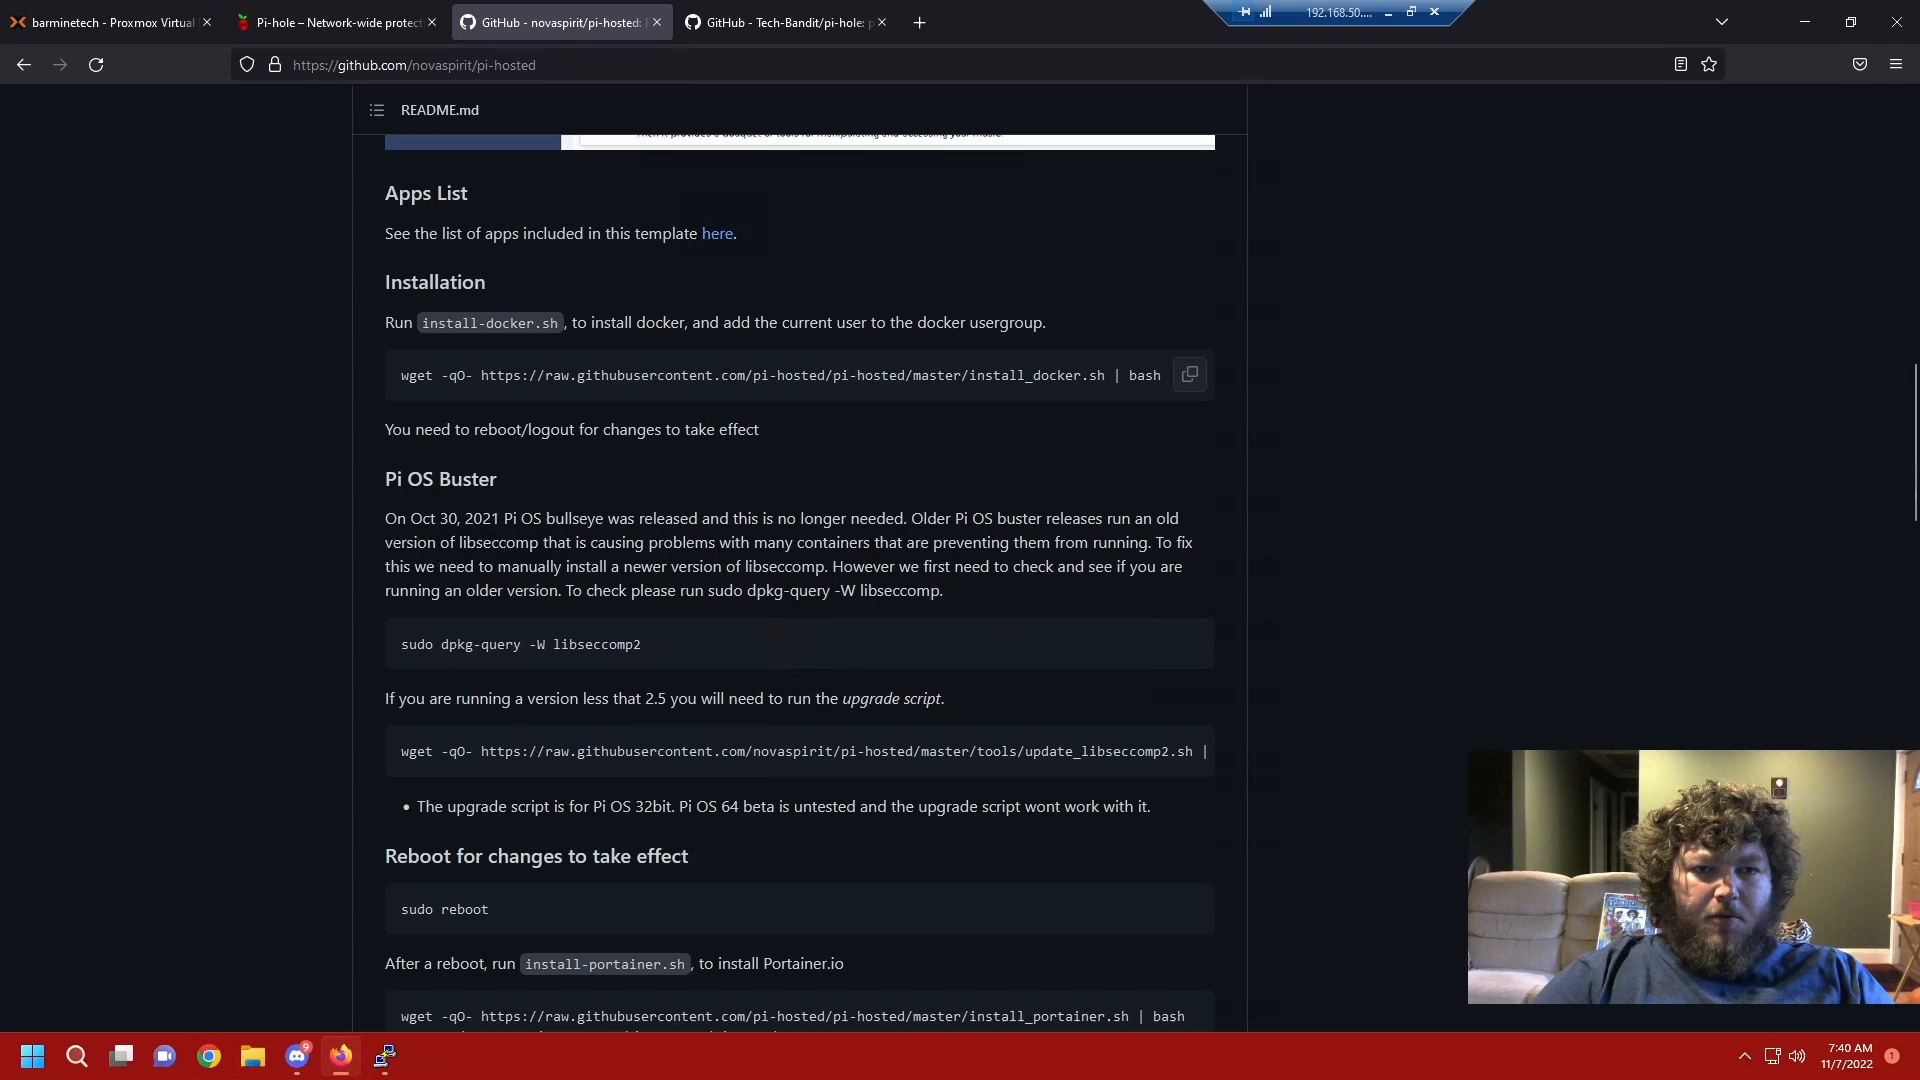 barminetech - Proxmox Virtual
Pi-hole – Network-wide protect
GitHub - novaspirit/pi-hosted:
GitHub - Tech-Bandit/pi-hole: p
192.168.50....
https://github.com/novaspirit/pi-hosted
README.md
Apps List
See the list of apps included in this template here.
Installation
Run install-docker.sh, to install docker, and add the current user to the docker usergroup.
wget -qO- https://raw.githubusercontent.com/pi-hosted/pi-hosted/master/install_docker.sh | bash
You need to reboot/logout for changes to take effect
Pi OS Buster
On Oct 30, 2021 Pi OS bullseye was released and this is no longer needed. Older Pi OS buster releases run an old
version of libseccomp that is causing problems with many containers that are preventing them from running. To fix
this we need to manually install a newer version of libseccomp. However we first need to check and see if you are
running an older version. To check please run sudo dpkg-query -W libseccomp.
sudo dpkg-query -W libseccomp2
If you are running a version less that 2.5 you will need to run the upgrade script.
wget -qO- https://raw.githubusercontent.com/novaspirit/pi-hosted/master/tools/update_libseccomp2.sh |
• The upgrade script is for Pi OS 32bit. Pi OS 64 beta is untested and the upgrade script wont work with it.
Reboot for changes to take effect
sudo reboot
After a reboot, run install-portainer.sh, to install Portainer.io
wget -qO- https://raw.githubusercontent.com/pi-hosted/pi-hosted/master/install_portainer.sh | bash
9
7:40 AM
11/7/2022
1